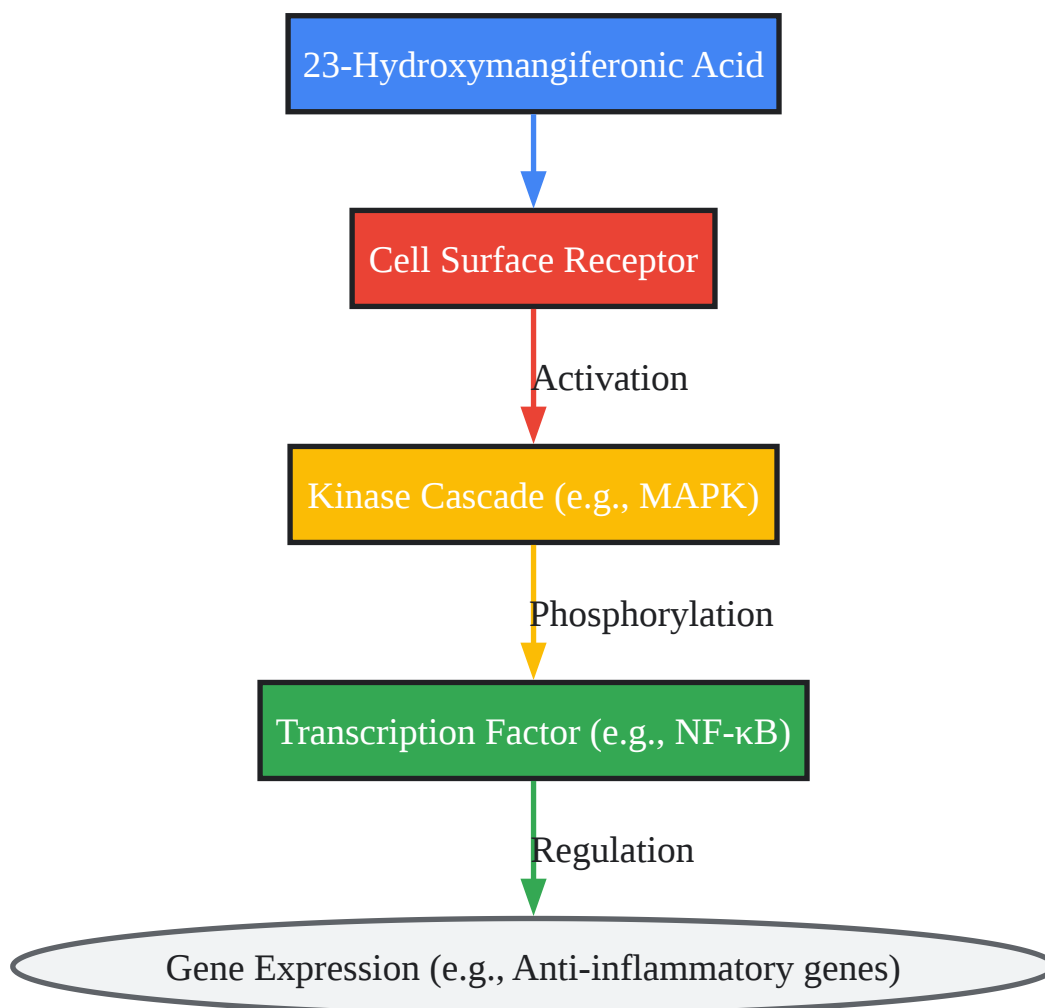 23-Hydroxymangiferonic Acid
Cell Surface Receptor
Activation
Kinase Cascade (e.g., MAPK)
Phosphorylation
Transcription Factor (e.g., NF-κB)
Regulation
Gene Expression (e.g., Anti-inflammatory genes)